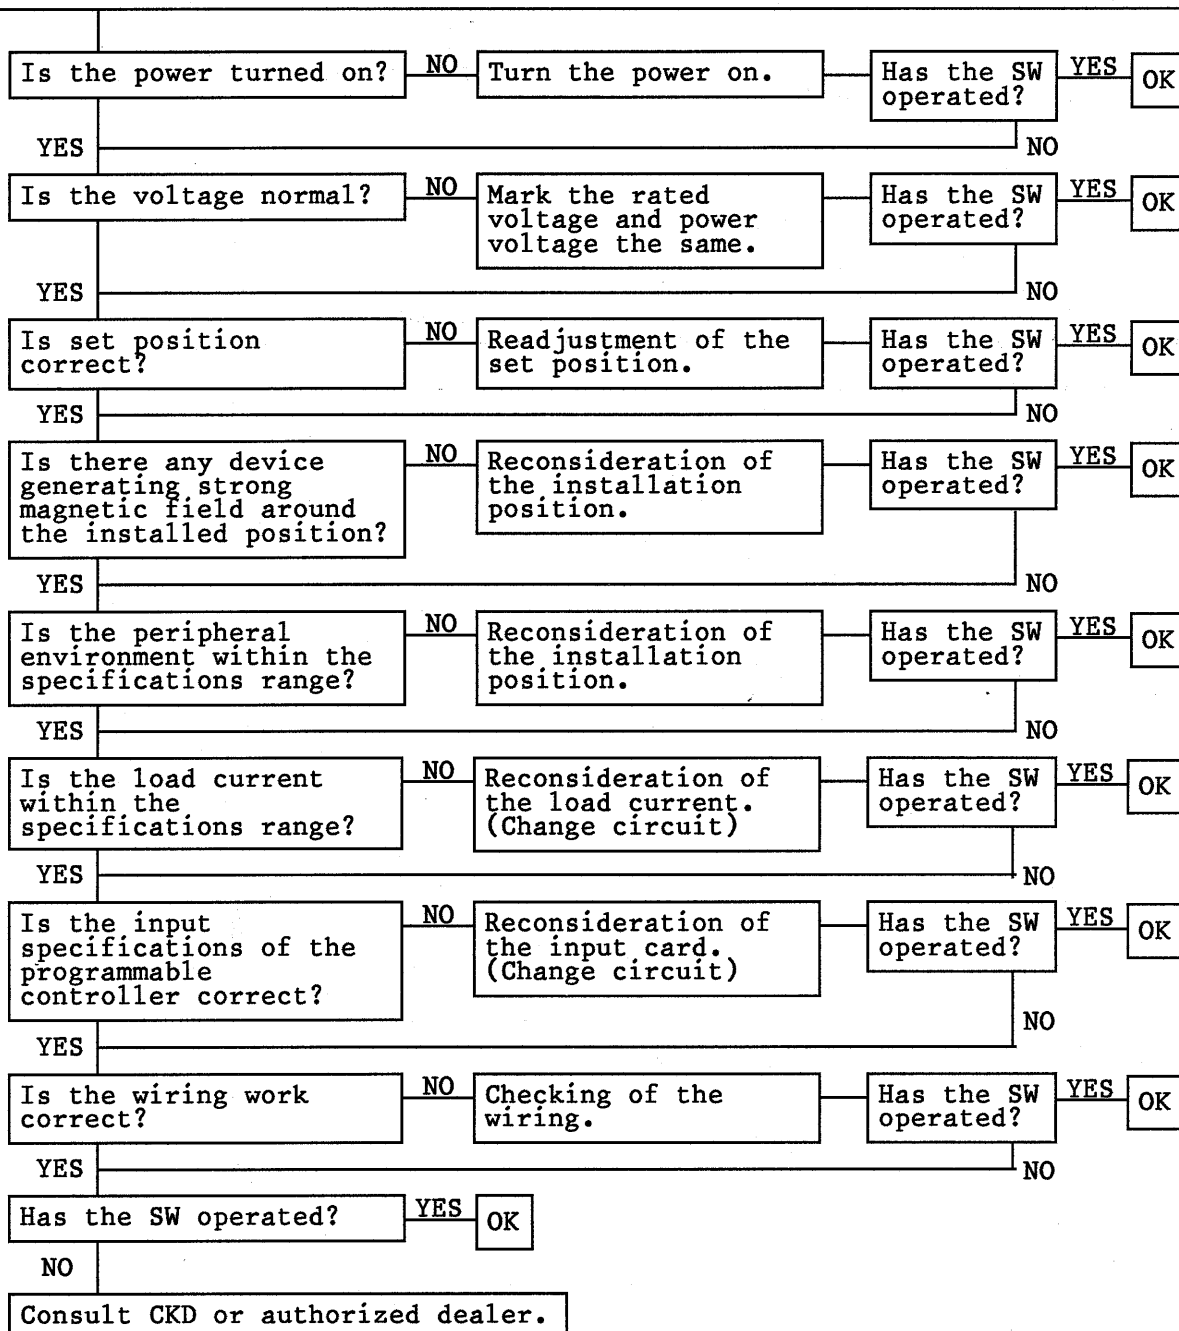 Is the power turned on?
NO
Turn the power on.
Has the SW
operated?
YES
OK
YES
NO
Is the voltage normal?
NO
Mark the rated
voltage and power
voltage the same.
Has the SW
operated?
YES
OK
YES
NO
Is set position
correct?
NO
Readjustment of the
set position.
Has the SW
operated?
YES
OK
YES
NO
Is there any device
generating strong
magnetic field around
the installed position?
NO
Reconsideration of
the installation
position.
Has the SW
operated?
YES
OK
YES
NO
Is the peripheral
environment within the
specifications range?
NO
Reconsideration of
the installation
position.
Has the SW
operated?
YES
OK
YES
NO
Is the load current
within the
specifications range?
NO
Reconsideration of
the load current.
(Change circuit)
Has the SW
operated?
YES
OK
YES
NO
Is the input
specifications of the
programmable
controller correct?
NO
Reconsideration of
the input card.
(Change circuit)
Has the SW
operated?
YES
OK
NO
YES
Is the wiring work
correct?
NO
Checking of the
wiring.
Has the SW
operated?
YES
OK
YES
NO
Has the SW operated?
YES
OK
NO
Consult CKD or authorized dealer.